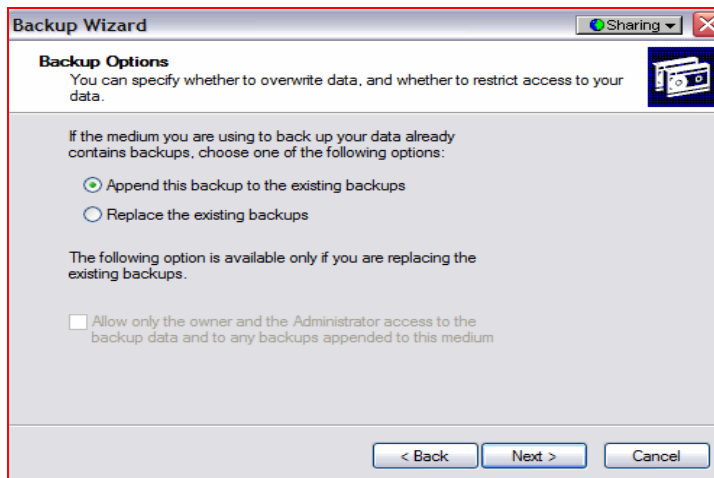 Backup Wizard
Sharing
Backup Options
You can specify whether to overwrite data, and whether to restrict access to your
data.
If the medium you are using to back up your data already
contains backups, choose one of the following options:
Append this backup to the existing backups
Replace the existing backups
The following option is available only if you are replacing the
existing backups.
Allow only the owner and the Administrator access to the
backup data and to any backups appended to this medium
< Back
Next >
Cancel